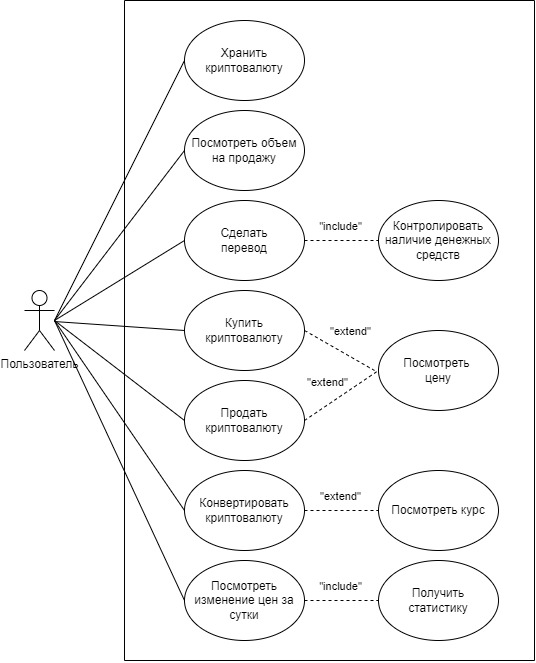 Хранить
криптовалюту
Посмотреть объем
на продажу
Сделать
перевод
"include"
Контролировать
наличие денежных
средств
Пользователь
Купить
криптовалюту
"extend"
Посмотреть
цену
"extend"
Продать
криптовалюту
Конвертировать
криптовалюту
"extend"
Посмотреть курс
Посмотреть
изменение цен за
сутки
"include"
Получить
статистику